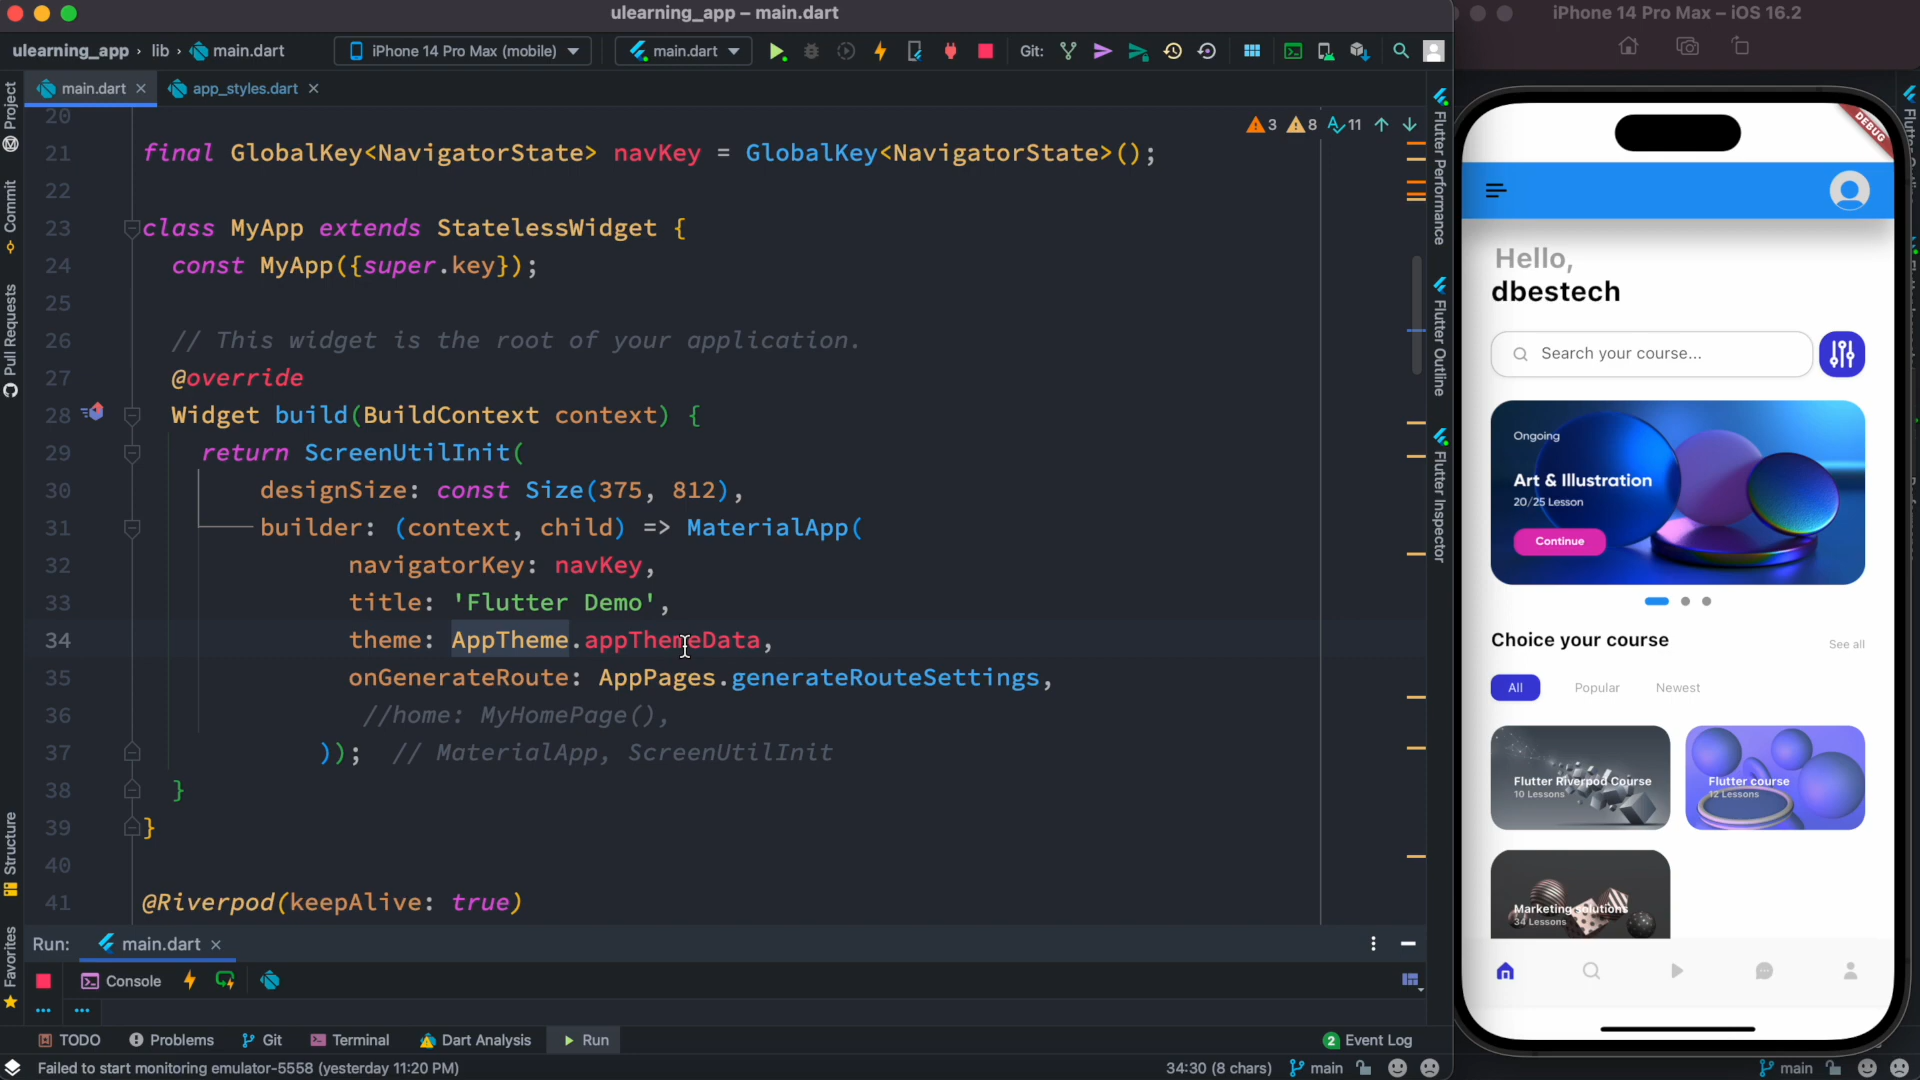 ulearning_app – main.dart
iPhone 14 Pro Max – iOS 16.2
ulearning_app › lib › main.dart
iPhone 14 Pro Max (mobile)
main.dart
Git:
main.dart
app_styles.dart
Project
Commit
Pull Requests
Structure
Favorites
3 8 11
20
21 final GlobalKey<NavigatorState> navKey = GlobalKey<NavigatorState>();
22
23 class MyApp extends StatelessWidget {
24 const MyApp({super.key});
25
26 // This widget is the root of your application.
27 @override
28 Widget build(BuildContext context) {
29 return ScreenUtilInit(
30 designSize: const Size(375, 812),
31 builder: (context, child) => MaterialApp(
32 navigatorKey: navKey,
33 title: 'Flutter Demo',
34 theme: AppTheme.appThemeData,
35 onGenerateRoute: AppPages.generateRouteSettings,
36 //home: MyHomePage(),
37 )); // MaterialApp, ScreenUtilInit
38 }
39 }
40
41 @Riverpod(keepAlive: true)
Flutter Performance
Flutter Outline
Flutter Inspector
Run: main.dart
Console
TODO
Problems
Git
Terminal
Dart Analysis
Run
2 Event Log
Failed to start monitoring emulator-5558 (yesterday 11:20 PM)
34:30 (8 chars)
main
DEBUG
Hello,
dbestech
Search your course...
Ongoing
Art & Illustration
20/25 Lesson
Continue
Choice your course
See all
All
Popular
Newest
Flutter Riverpod Course
10 Lessons
Flutter course
12 Lessons
Marketing solutions
34 Lessons
main